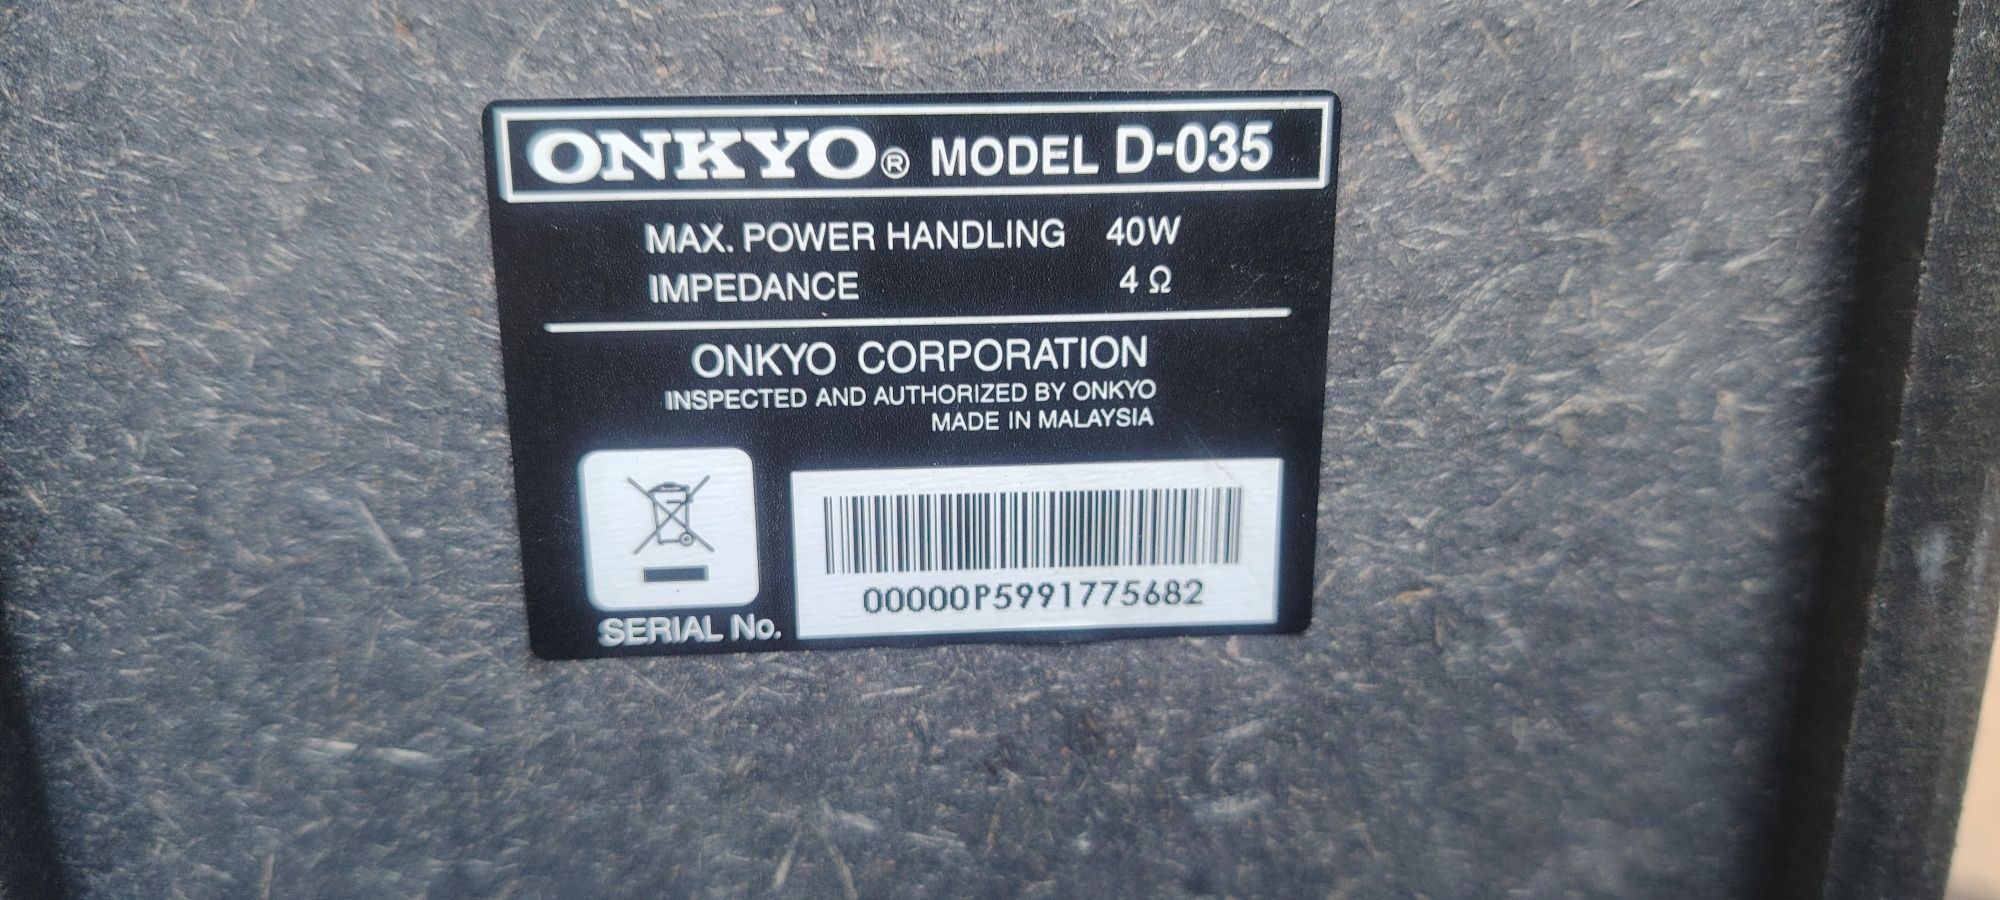 ONKYO® MODEL D-035
MAX. POWER HANDLING 40W
IMPEDANCE 4 Ω
ONKYO CORPORATION
INSPECTED AND AUTHORIZED BY ONKYO
MADE IN MALAYSIA
00000P5991775682
SERIAL No.